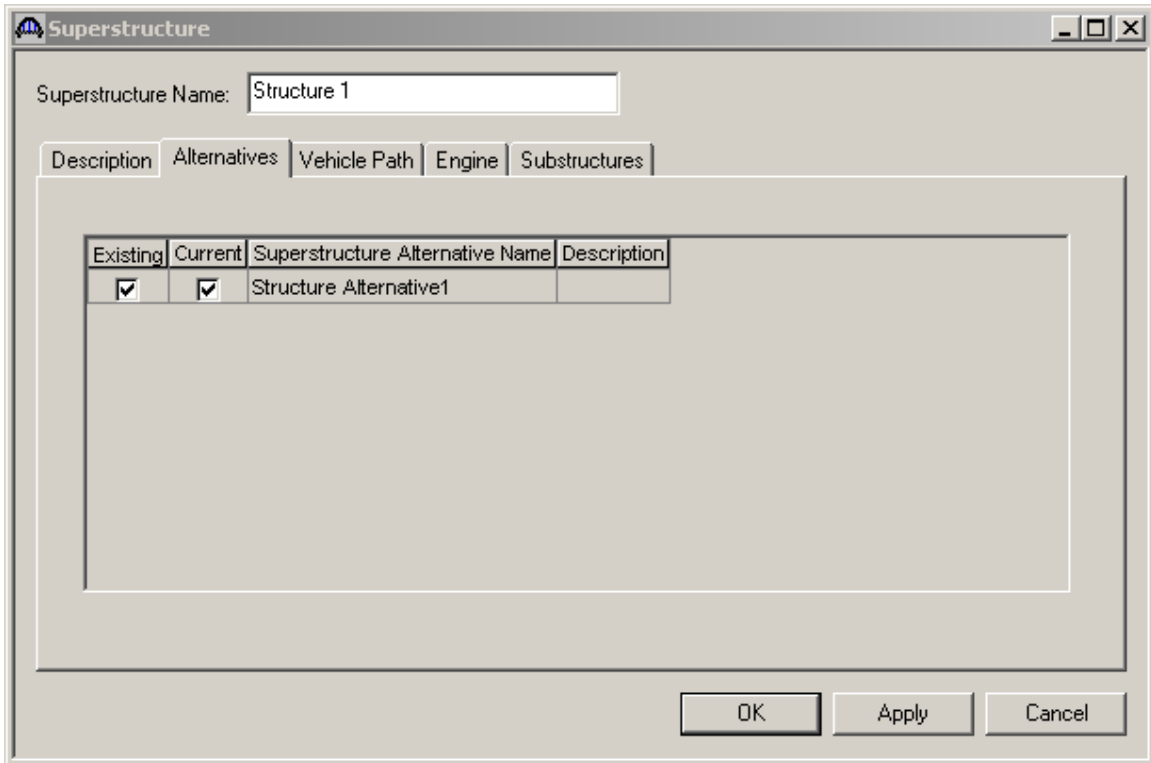 Superstructure
Superstructure Name: Structure 1
Description Alternatives Vehicle Path Engine Substructures
Existing Current Superstructure Alternative Name Description
Structure Alternative1
OK Apply Cancel